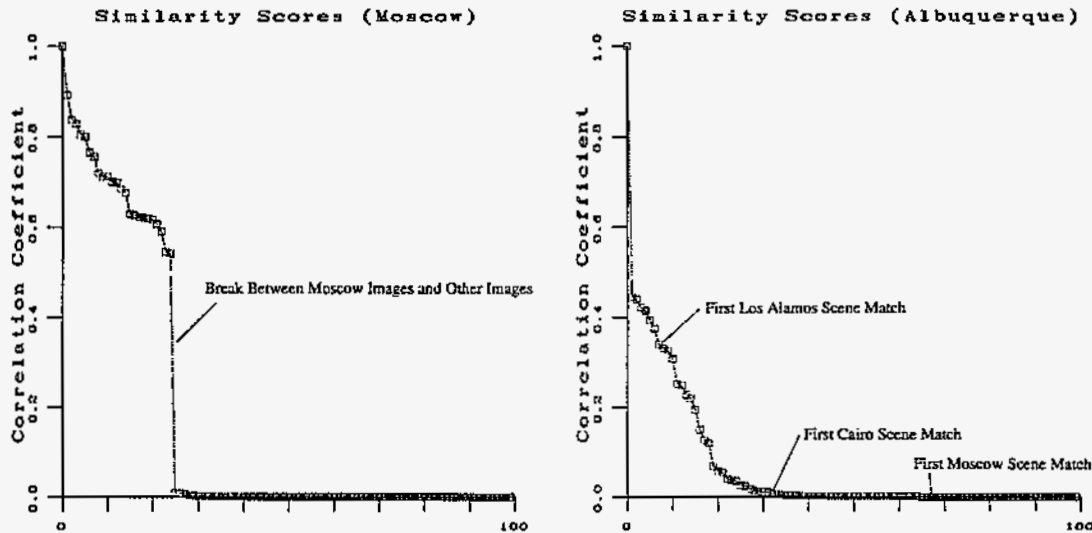 Similarity Scores (Moscow)
Correlation Coefficient
0.0
0.2
0.4
0.6
0.8
1.0
0
100
Break Between Moscow Images and Other Images
Similarity Scores (Albuquerque)
Correlation Coefficient
0.0
0.2
0.4
0.6
0.8
1.0
0
100
First Los Alamos Scene Match
First Cairo Scene Match
First Moscow Scene Match